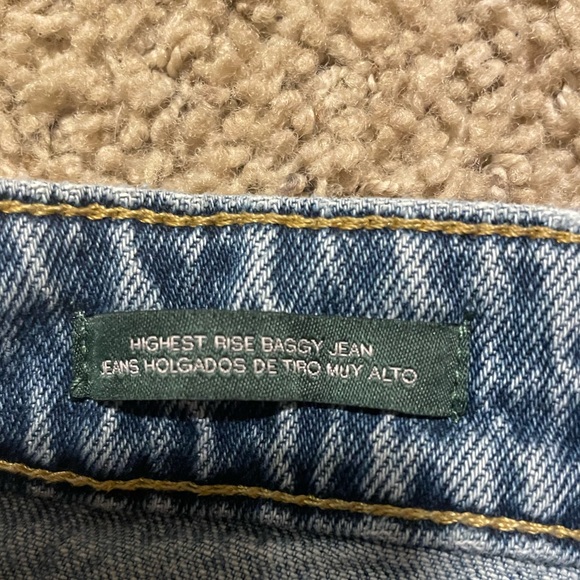 HIGHEST RISE BAGGY JEAN
JEANS HOLGADOS DE TIRO MUY ALTO